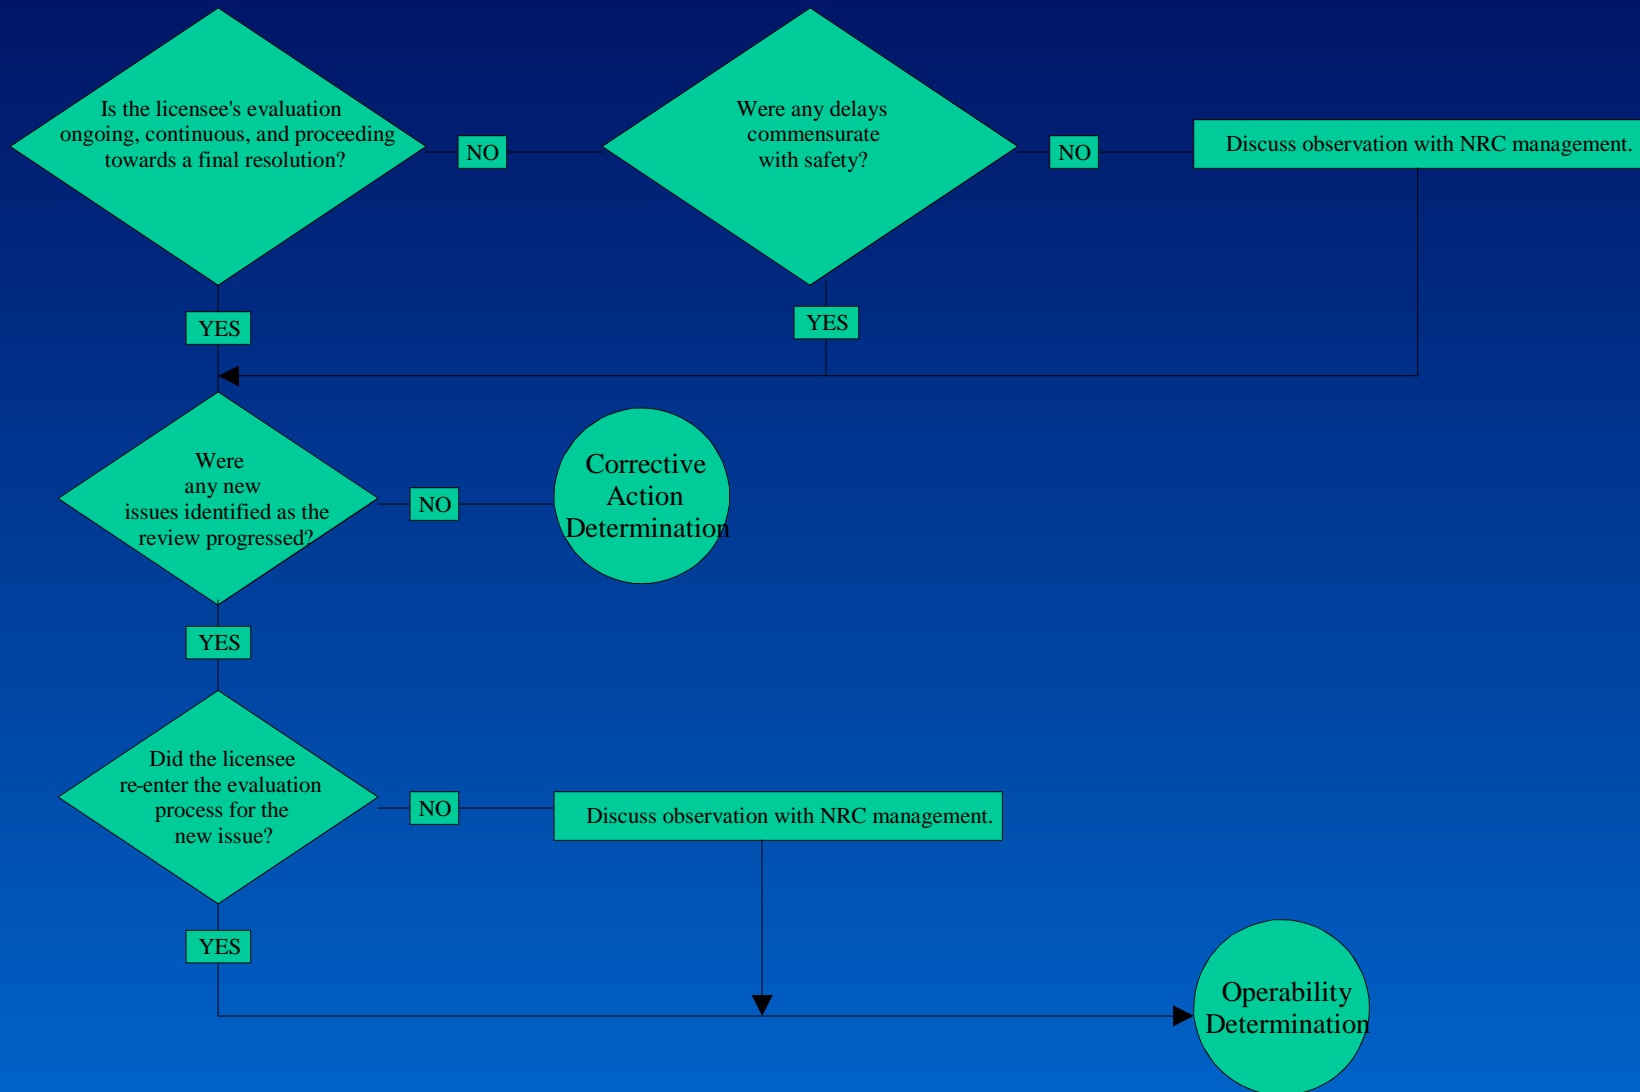 Is the licensee's evaluation
ongoing, continuous, and proceeding
towards a final resolution?
NO
Were any delays
commensurate
with safety?
NO
Discuss observation with NRC management.
YES
YES
Were
any new
issues identified as the
review progressed?
NO
Corrective
Action
Determination
YES
Did the licensee
re-enter the evaluation
process for the
new issue?
NO
Discuss observation with NRC management.
YES
Operability
Determination